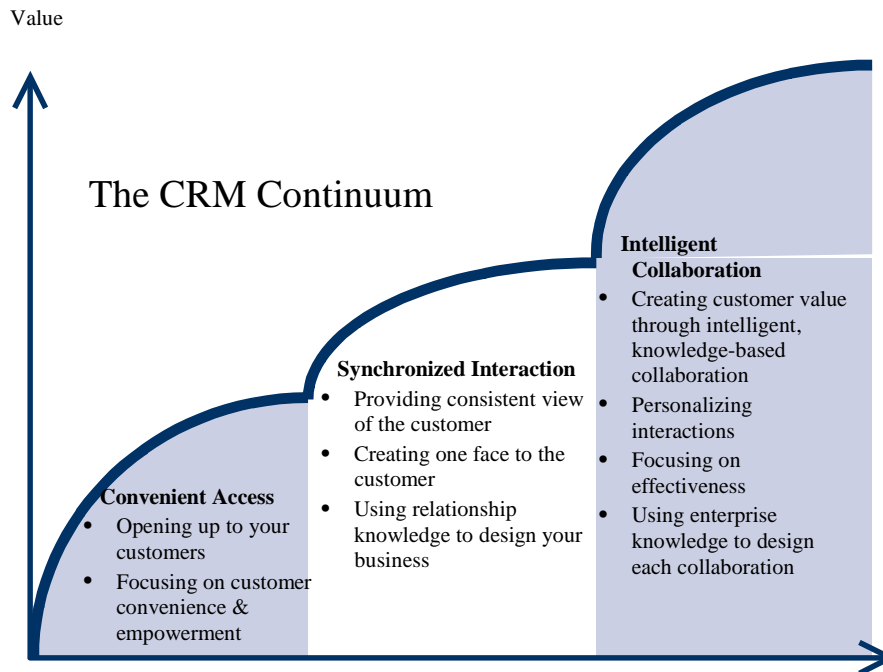 Value
The CRM Continuum
Convenient Access
• Opening up to your
customers
• Focusing on customer
convenience &
empowerment
Synchronized Interaction
• Providing consistent view
of the customer
• Creating one face to the
customer
• Using relationship
knowledge to design your
business
Intelligent
Collaboration
• Creating customer value
through intelligent,
knowledge-based
collaboration
• Personalizing
interactions
• Focusing on
effectiveness
• Using enterprise
knowledge to design
each collaboration